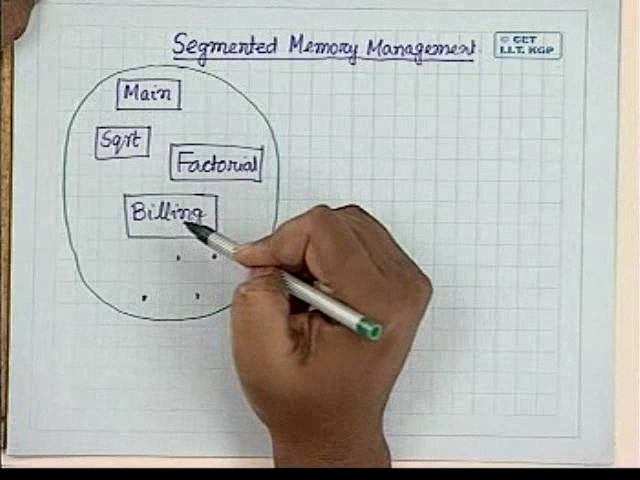 Segmented Memory Management
© CET
I.I.T. KGP
Main
Sqrt
Factorial
Billing